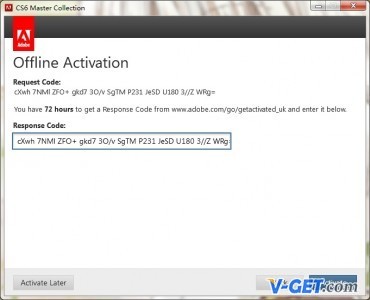 CS6 Master Collection
Adobe
Offline Activation
Request Code:
cXwh 7NMI ZFO+ gkd7 3O/v SgTM P231 JeSD U180 3//Z WRg=
You have 72 hours to get a Response Code from www.adobe.com/go/getactivated_uk and enter it below.
Response Code:
cXwh 7NMI ZFO+ gkd7 3O/v SgTM P231 JeSD U180 3//Z WRg=
Activate Later
V-GET.com